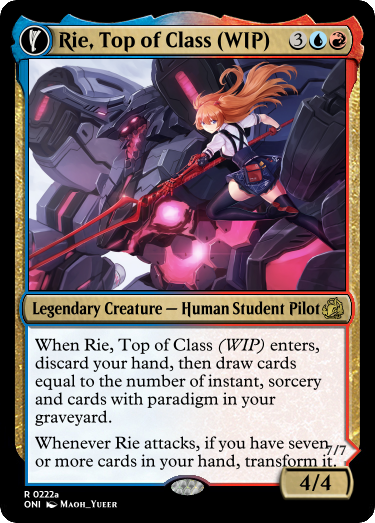 Rie, Top of Class (WIP) 3
Legendary Creature — Human Student Pilot
When Rie, Top of Class (WIP) enters,
discard your hand, then draw cards
equal to the number of instant, sorcery
and cards with paradigm in your
graveyard.
Whenever Rie attacks, if you have seven
or more cards in your hand, transform it.
7/7
4/4
R 0222a
ONI Maoh_Yueer